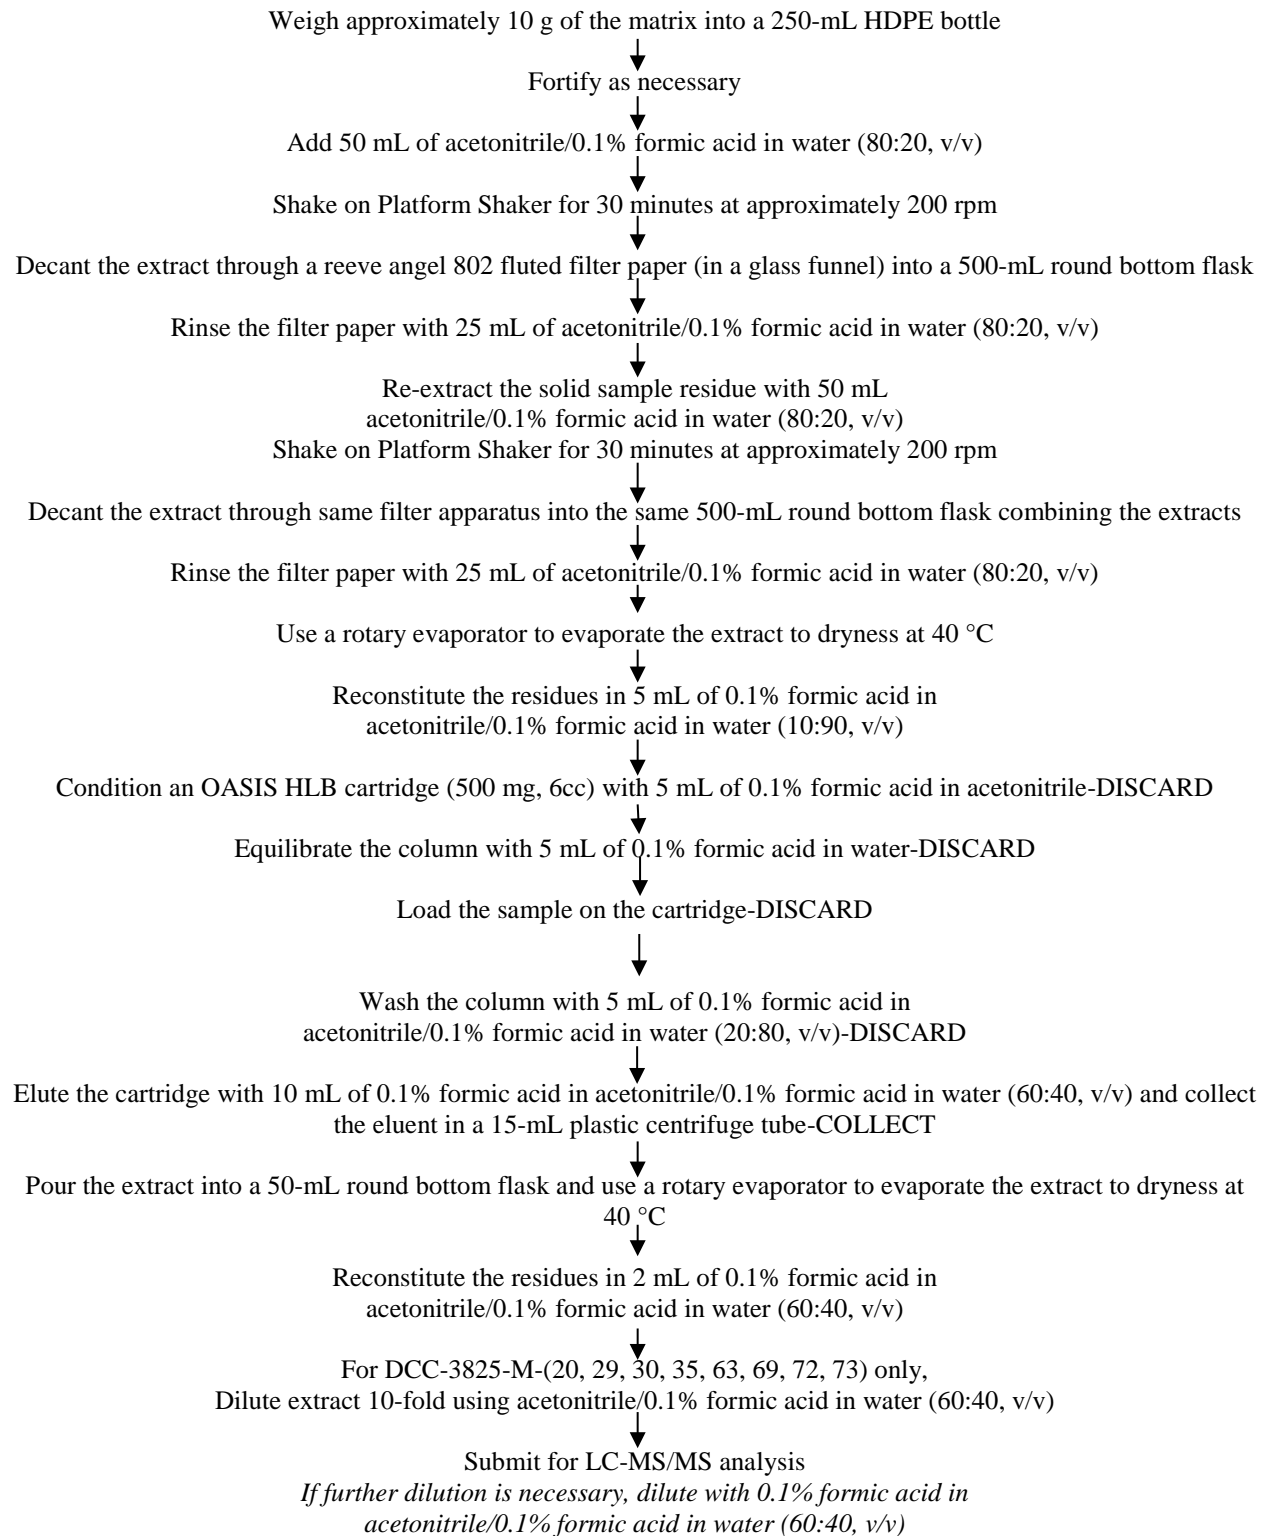 Weigh approximately 10 g of the matrix into a 250-mL HDPE bottle
Fortify as necessary
Add 50 mL of acetonitrile/0.1% formic acid in water (80:20, v/v)
Shake on Platform Shaker for 30 minutes at approximately 200 rpm
Decant the extract through a reeve angel 802 fluted filter paper (in a glass funnel) into a 500-mL round bottom flask
Rinse the filter paper with 25 mL of acetonitrile/0.1% formic acid in water (80:20, v/v)
Re-extract the solid sample residue with 50 mL
acetonitrile/0.1% formic acid in water (80:20, v/v)
Shake on Platform Shaker for 30 minutes at approximately 200 rpm
Decant the extract through same filter apparatus into the same 500-mL round bottom flask combining the extracts
Rinse the filter paper with 25 mL of acetonitrile/0.1% formic acid in water (80:20, v/v)
Use a rotary evaporator to evaporate the extract to dryness at 40 °C
Reconstitute the residues in 5 mL of 0.1% formic acid in
acetonitrile/0.1% formic acid in water (10:90, v/v)
Condition an OASIS HLB cartridge (500 mg, 6cc) with 5 mL of 0.1% formic acid in acetonitrile-DISCARD
Equilibrate the column with 5 mL of 0.1% formic acid in water-DISCARD
Load the sample on the cartridge-DISCARD
Wash the column with 5 mL of 0.1% formic acid in
acetonitrile/0.1% formic acid in water (20:80, v/v)-DISCARD
Elute the cartridge with 10 mL of 0.1% formic acid in acetonitrile/0.1% formic acid in water (60:40, v/v) and collect
the eluent in a 15-mL plastic centrifuge tube-COLLECT
Pour the extract into a 50-mL round bottom flask and use a rotary evaporator to evaporate the extract to dryness at
40 °C
Reconstitute the residues in 2 mL of 0.1% formic acid in
acetonitrile/0.1% formic acid in water (60:40, v/v)
For DCC-3825-M-(20, 29, 30, 35, 63, 69, 72, 73) only,
Dilute extract 10-fold using acetonitrile/0.1% formic acid in water (60:40, v/v)
Submit for LC-MS/MS analysis
If further dilution is necessary, dilute with 0.1% formic acid in
acetonitrile/0.1% formic acid in water (60:40, v/v)